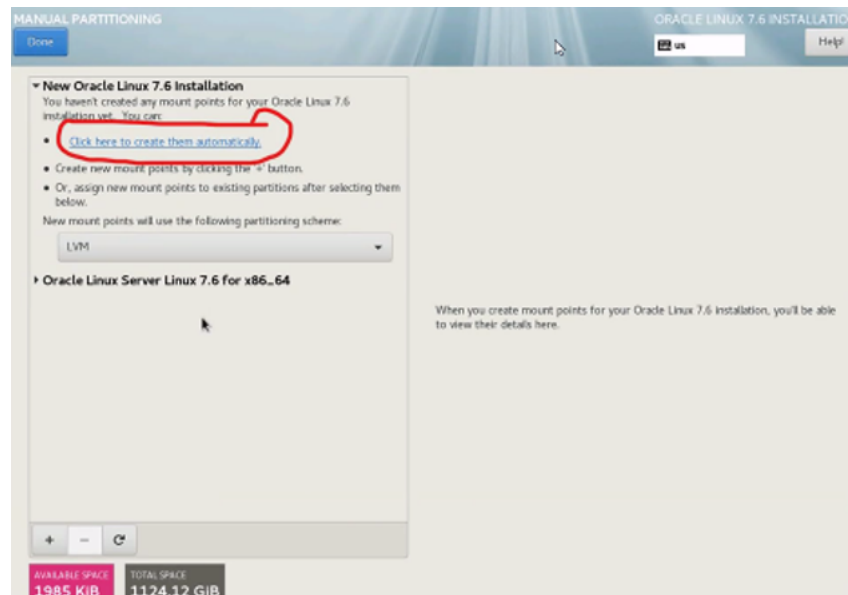 MANUAL PARTITIONING
ORACLE LINUX 7.6 INSTALLATIO
Done
us
Help!
New Oracle Linux 7.6 Installation
You haven't created any mount points for your Oracle Linux 7.6
installation yet. You can:
Click here to create them automatically.
Create new mount points by clicking the '+' button.
Or, assign new mount points to existing partitions after selecting them
below.
New mount points will use the following partitioning scheme:
LVM
Oracle Linux Server Linux 7.6 for x86_64
When you create mount points for your Oracle Linux 7.6 installation, you'll be able
to view their details here.
+ -
AVAILABLE SPACE
1985 KiB
TOTAL SPACE
1124.12 GiB